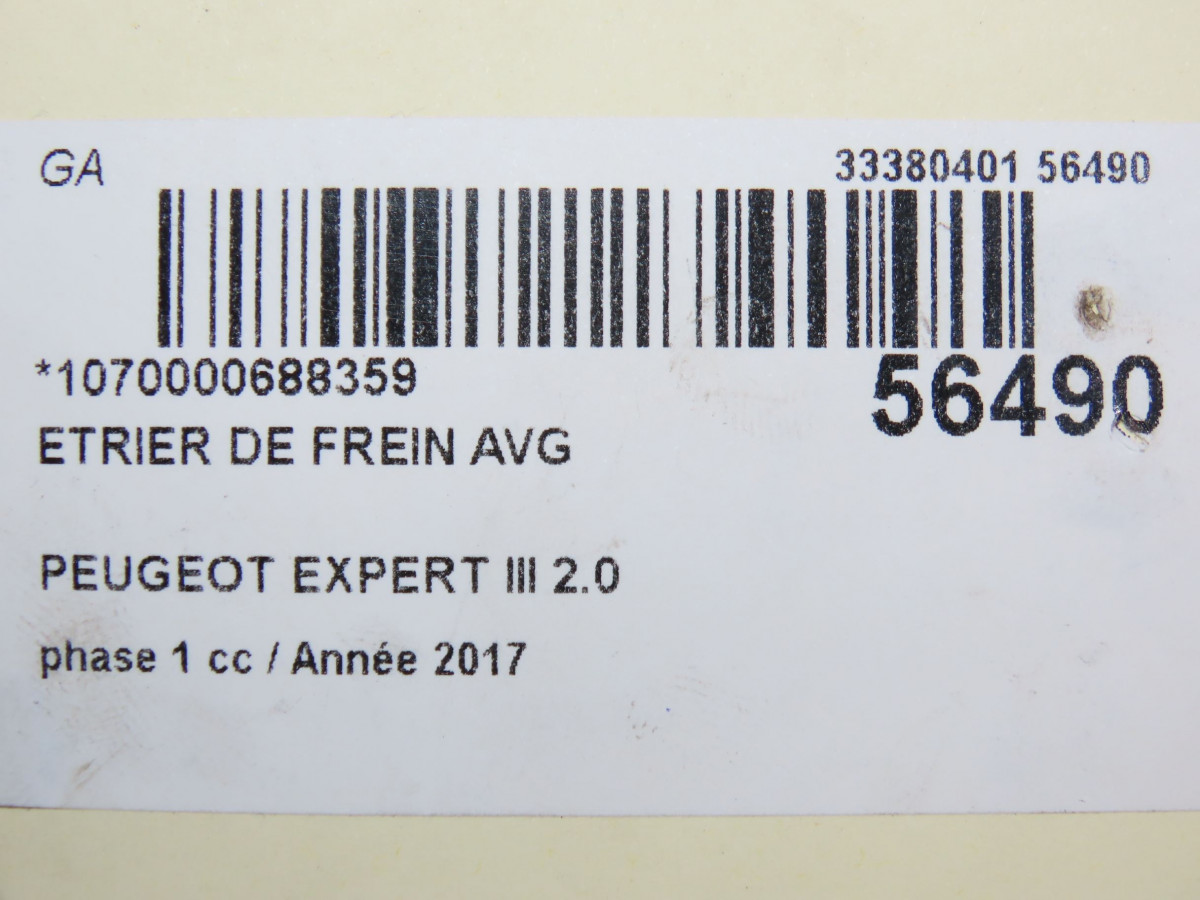 GA
33380401 56490
*1070000688359
56490
ETRIER DE FREIN AVG
PEUGEOT EXPERT III 2.0
phase 1 cc / Année 2017